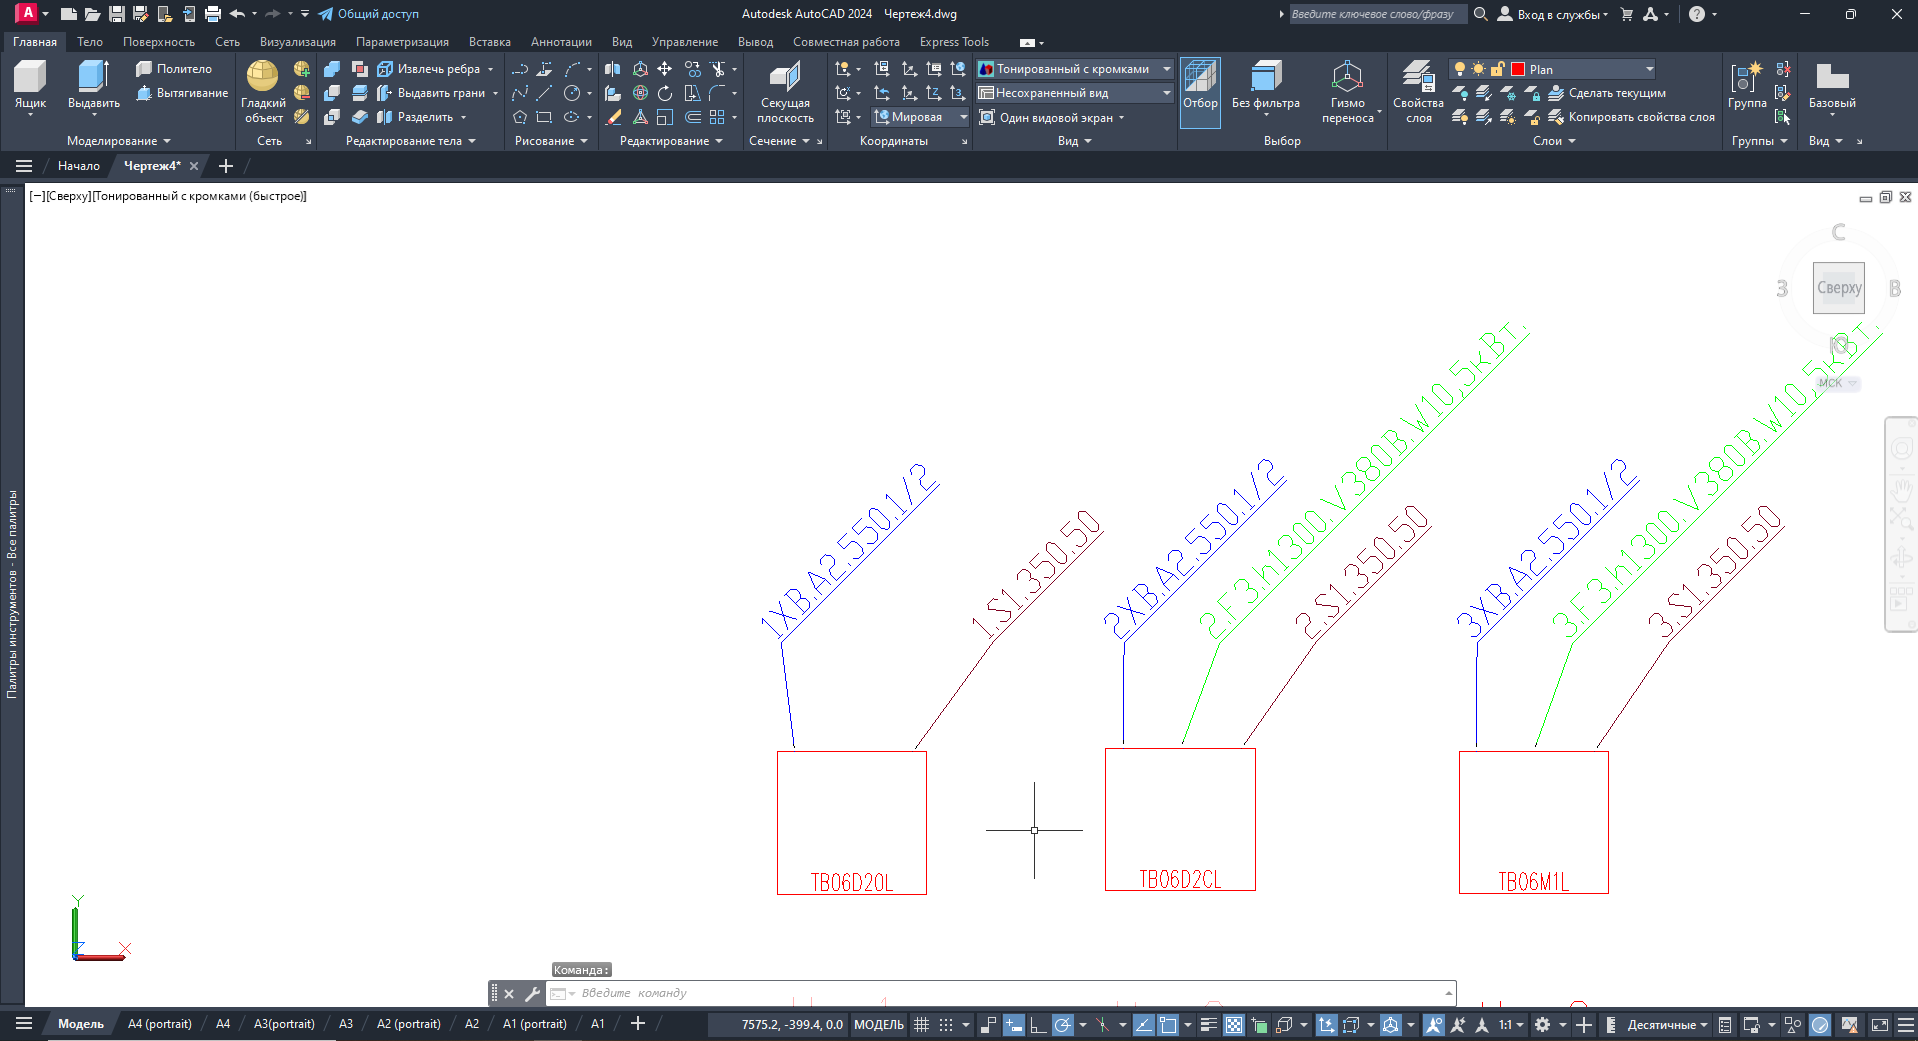 Общий доступ
Autodesk AutoCAD 2024 Чертеж4.dwg
Введите ключевое слово/фразу
Вход в службы
Главная Тело Поверхность Сеть Визуализация Параметризация Вставка Аннотации Вид Управление Вывод Совместная работа Express Tools
Ящик
Выдавить
Политело
Вытягивание
Моделирование
Гладкий объект
Сеть
Извлечь ребра
Выдавить грани
Разделить
Редактирование тела
Рисование
Редактирование
Секущая плоскость
Сечение
Мировая
Координаты
Тонированный с кромками
Несохраненный вид
Один видовой экран
Вид
Отбор
Без фильтра
Гизмо переноса
Выбор
Свойства слоя
Plan
Сделать текущим
Копировать свойства слоя
Слои
Группа
Группы
Базовый
Вид
Начало
Чертеж4*
[−][Сверху][Тонированный с кромками (быстрое)]
С
З
Сверху
В
Ю
МСК
Палитры инструментов - Все палитры
1XB.A2.550.1/2
1.S1.350.50
2XB.A2.550.1/2
2.F3.h1300.V380В.W10,5кВт.
2.S1.350.50
3XB.A2.550.1/2
3.F3.h1300.V380В.W10,5кВт.
3.S1.350.50
TB06D20L
TB06D2CL
TB06M1L
Y
Z
X
Команда:
Введите команду
Модель A4 (portrait) A4 A3(portrait) A3 A2 (portrait) A2 A1 (portrait) A1
7575.2, -399.4, 0.0 МОДЕЛЬ
1:1
Десятичные